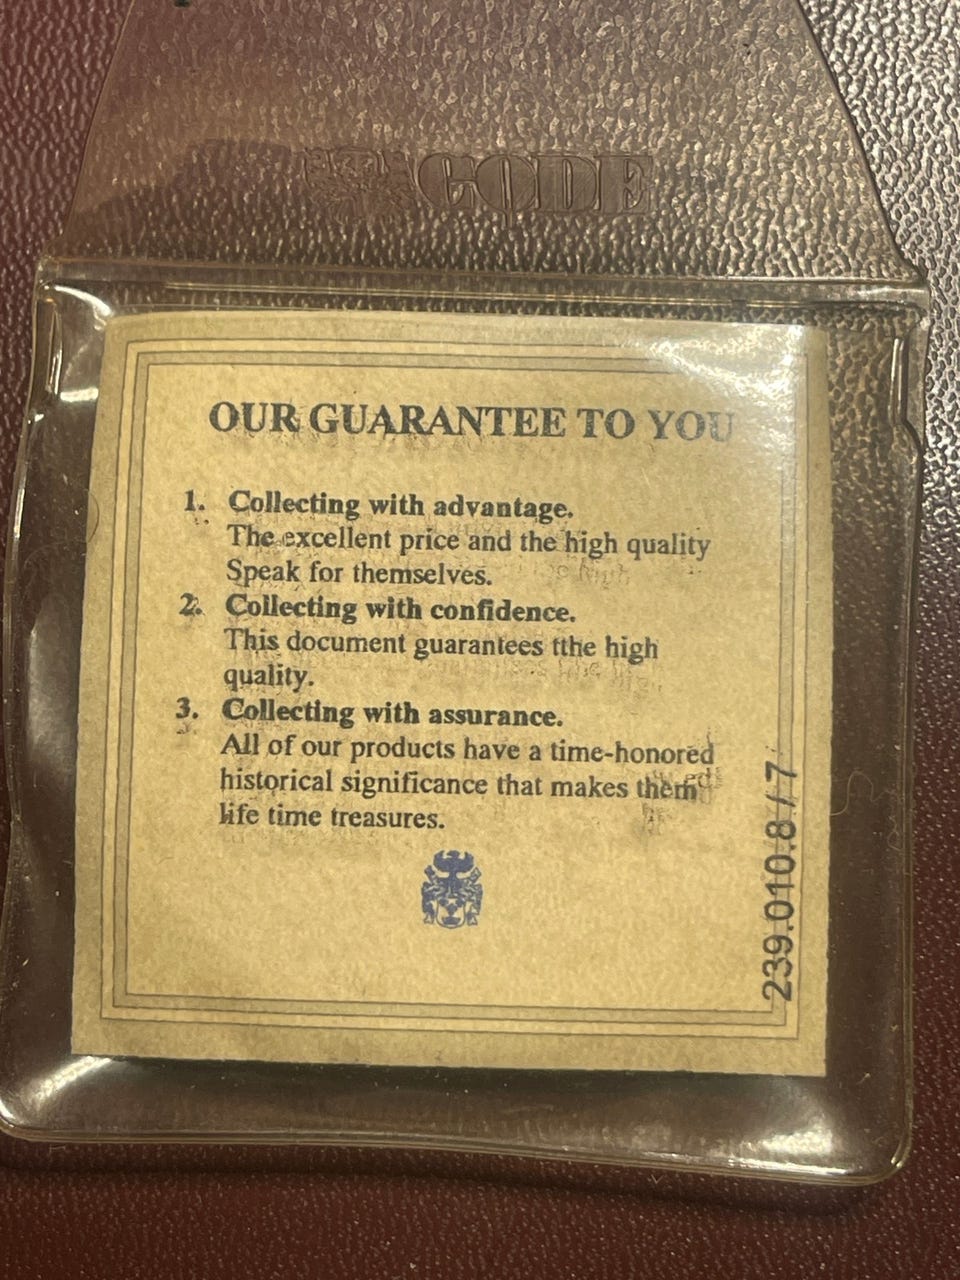 CODE
OUR GUARANTEE TO YOU
1. Collecting with advantage.
The excellent price and the high quality
Speak for themselves.
2. Collecting with confidence.
This document guarantees tthe high
quality.
3. Collecting with assurance.
All of our products have a time-honored
historical significance that makes them
life time treasures.
239.010.8/7